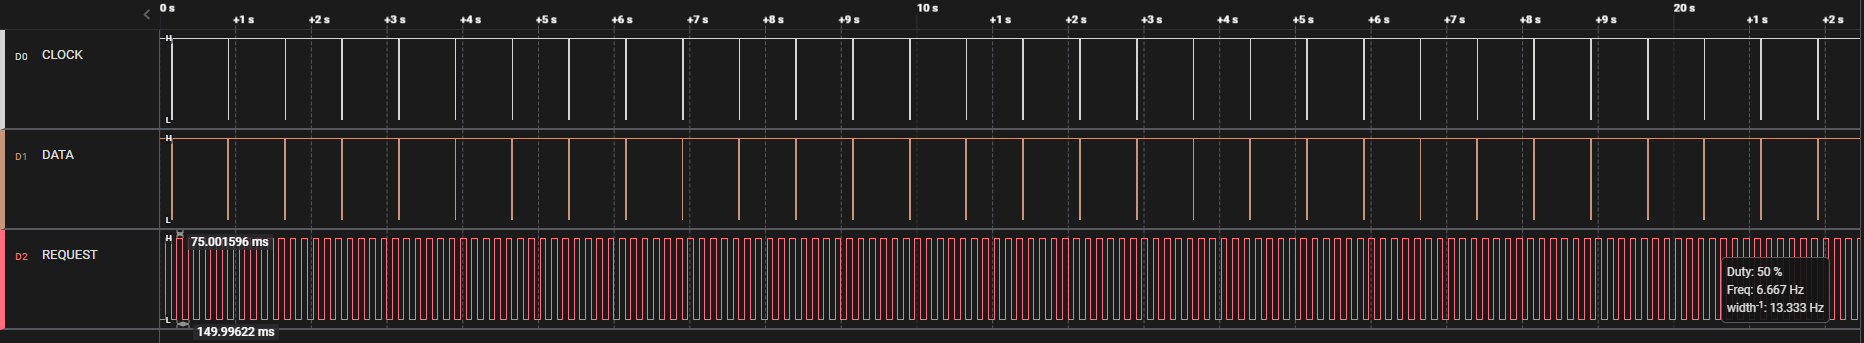 0 s 10 s 20 s
+1 s +2 s +3 s +4 s +5 s +6 s +7 s +8 s +9 s +1 s +2 s +3 s +4 s +5 s +6 s +7 s +8 s +9 s +1 s +2 s
H
D0 CLOCK
L
H
D1 DATA
L
H 75.001596 ms
D2 REQUEST
Duty: 50 %
Freq: 6.667 Hz
width⁻¹: 13.333 Hz
L
149.99622 ms